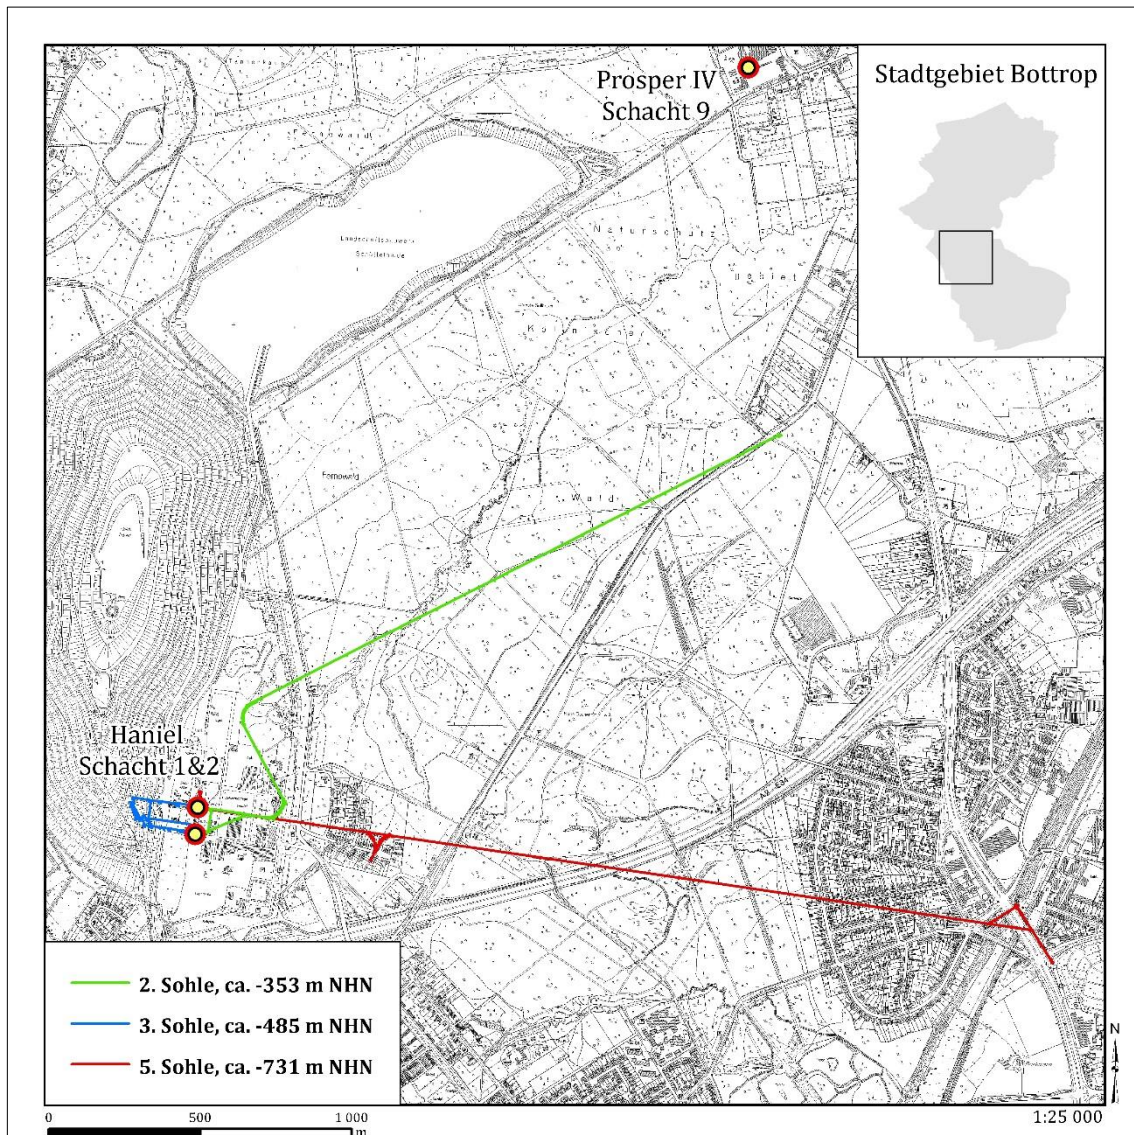 Prosper IV
Schacht 9
Stadtgebiet Bottrop
Naturschutz
Wald
Fernewald
Haniel
Schacht 1&2
2. Sohle, ca. -353 m NHN
3. Sohle, ca. -485 m NHN
5. Sohle, ca. -731 m NHN
N
0 500 1 000
m
1:25 000